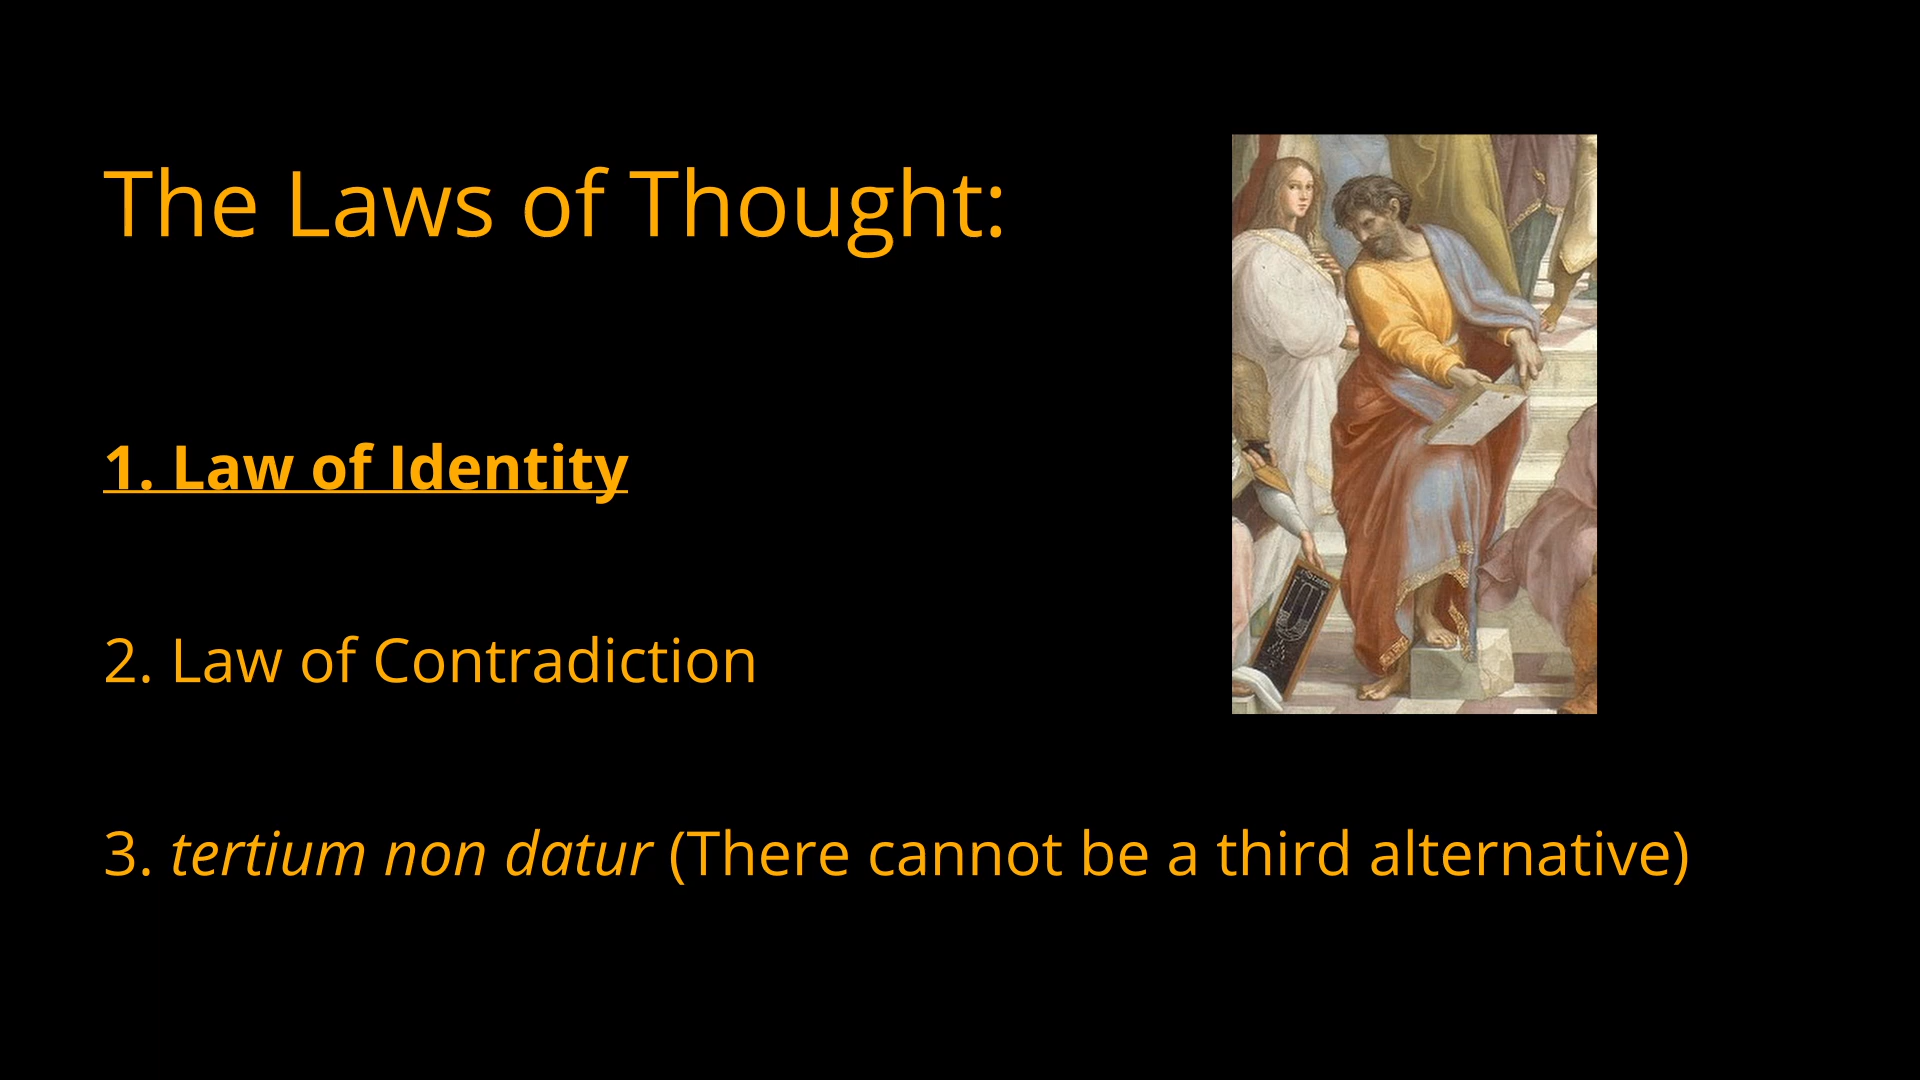 The Laws of Thought:
1. Law of Identity
2. Law of Contradiction
3. tertium non datur (There cannot be a third alternative)